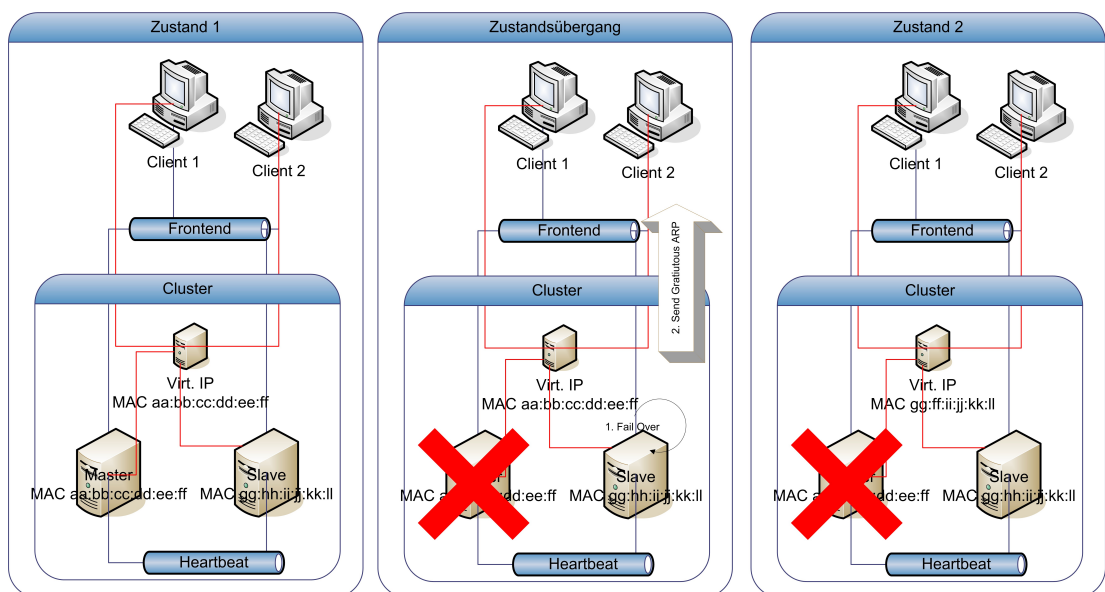 Zustand 1
Client 1
Client 2
Frontend
Cluster
Virt. IP
MAC aa:bb:cc:dd:ee:ff
Master
MAC aa:bb:cc:dd:ee:ff
Slave
MAC gg:hh:ii:jj:kk:ll
Heartbeat
Zustandsübergang
Client 1
Client 2
Frontend
2. Send Gratiutous ARP
Cluster
Virt. IP
MAC aa:bb:cc:dd:ee:ff
1. Fail Over
Slave
MAC gg:hh:ii:jj:kk:ll
Heartbeat
Zustand 2
Client 1
Client 2
Frontend
Cluster
Virt. IP
MAC gg:ff:ii:jj:kk:ll
Slave
MAC gg:hh:ii:jj:kk:ll
Heartbeat